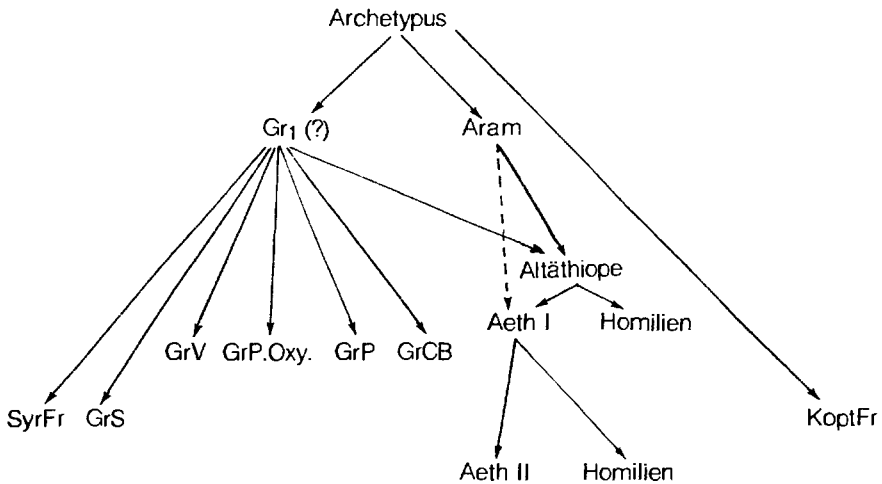 Archetypus
Gr₁ (?)
Aram
Altäthiope
Aeth I
Homilien
GrV
GrP.Oxy.
GrP
GrCB
SyrFr
GrS
KoptFr
Aeth II
Homilien